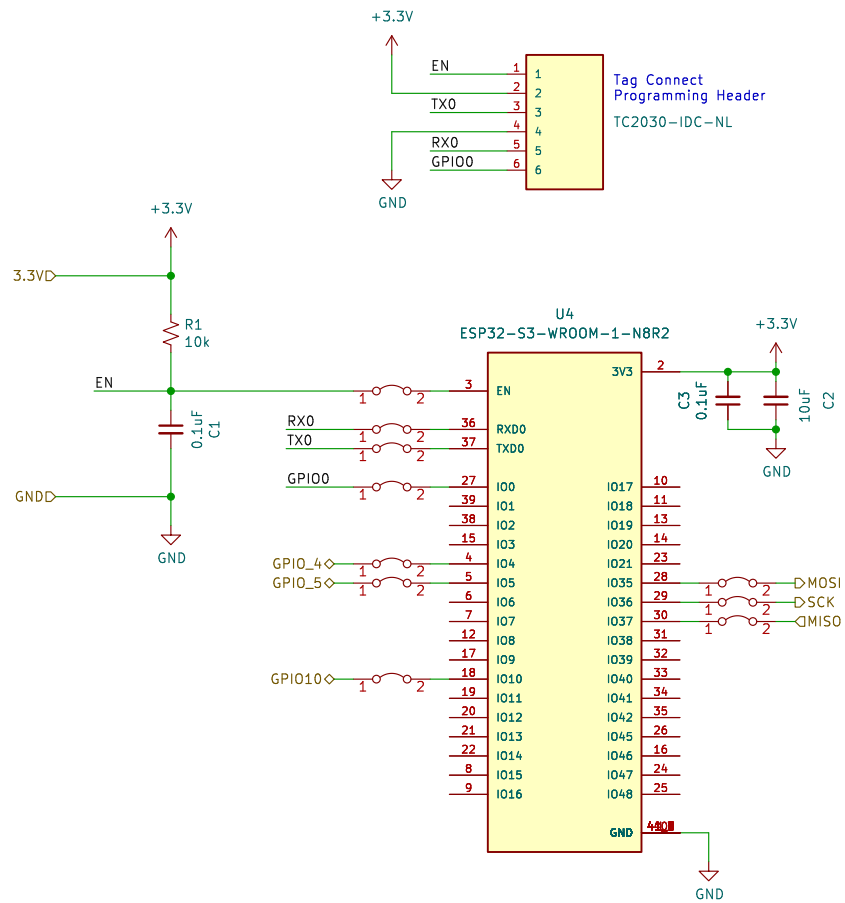 +3.3V
EN 1 1
2 2
TX0 3 3
4 4
RX0 5 5
GPIO0 6 6
Tag Connect
Programming Header
TC2030-IDC-NL
GND
+3.3V
3.3V
R1
10k
EN
0.1uF C1
GND
GND
U4
ESP32-S3-WROOM-1-N8R2
+3.3V
3V3 2
C3 0.1uF
10uF C2
GND
1 2 3 EN
RX0 1 2 36 RXD0
TX0 1 2 37 TXD0
GPIO0 1 2 27 IO0 IO17 10
39 IO1 IO18 11
38 IO2 IO19 13
15 IO3 IO20 14
GPIO_4 1 2 4 IO4 IO21 23
GPIO_5 1 2 5 IO5 IO35 28 1 2 MOSI
6 IO6 IO36 29 1 2 SCK
7 IO7 IO37 30 1 2 MISO
12 IO8 IO38 31
17 IO9 IO39 32
GPIO10 1 2 18 IO10 IO40 33
19 IO11 IO41 34
20 IO12 IO42 35
21 IO13 IO45 26
22 IO14 IO46 16
8 IO15 IO47 24
9 IO16 IO48 25
GND
GND